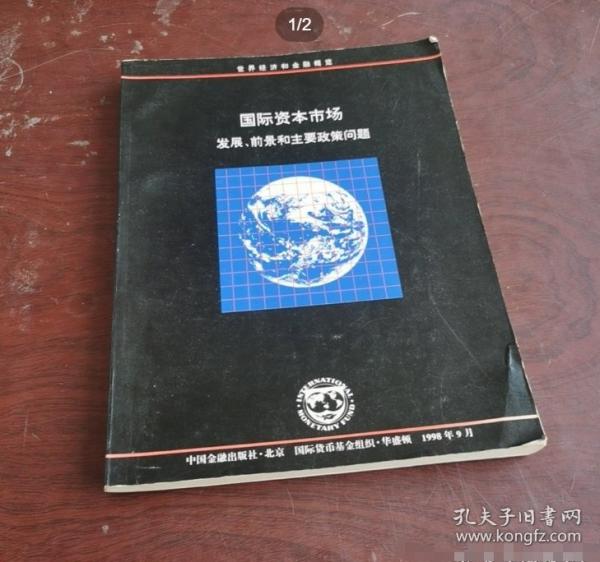 1/2
世界经济和金融概览
国际资本市场
发展、前景和主要政策问题
INTERNATIONAL
MONETARY FUND
中国金融出版社·北京 国际货币基金组织·华盛顿 1998年9月
孔夫子旧书网
www.kongfz.com